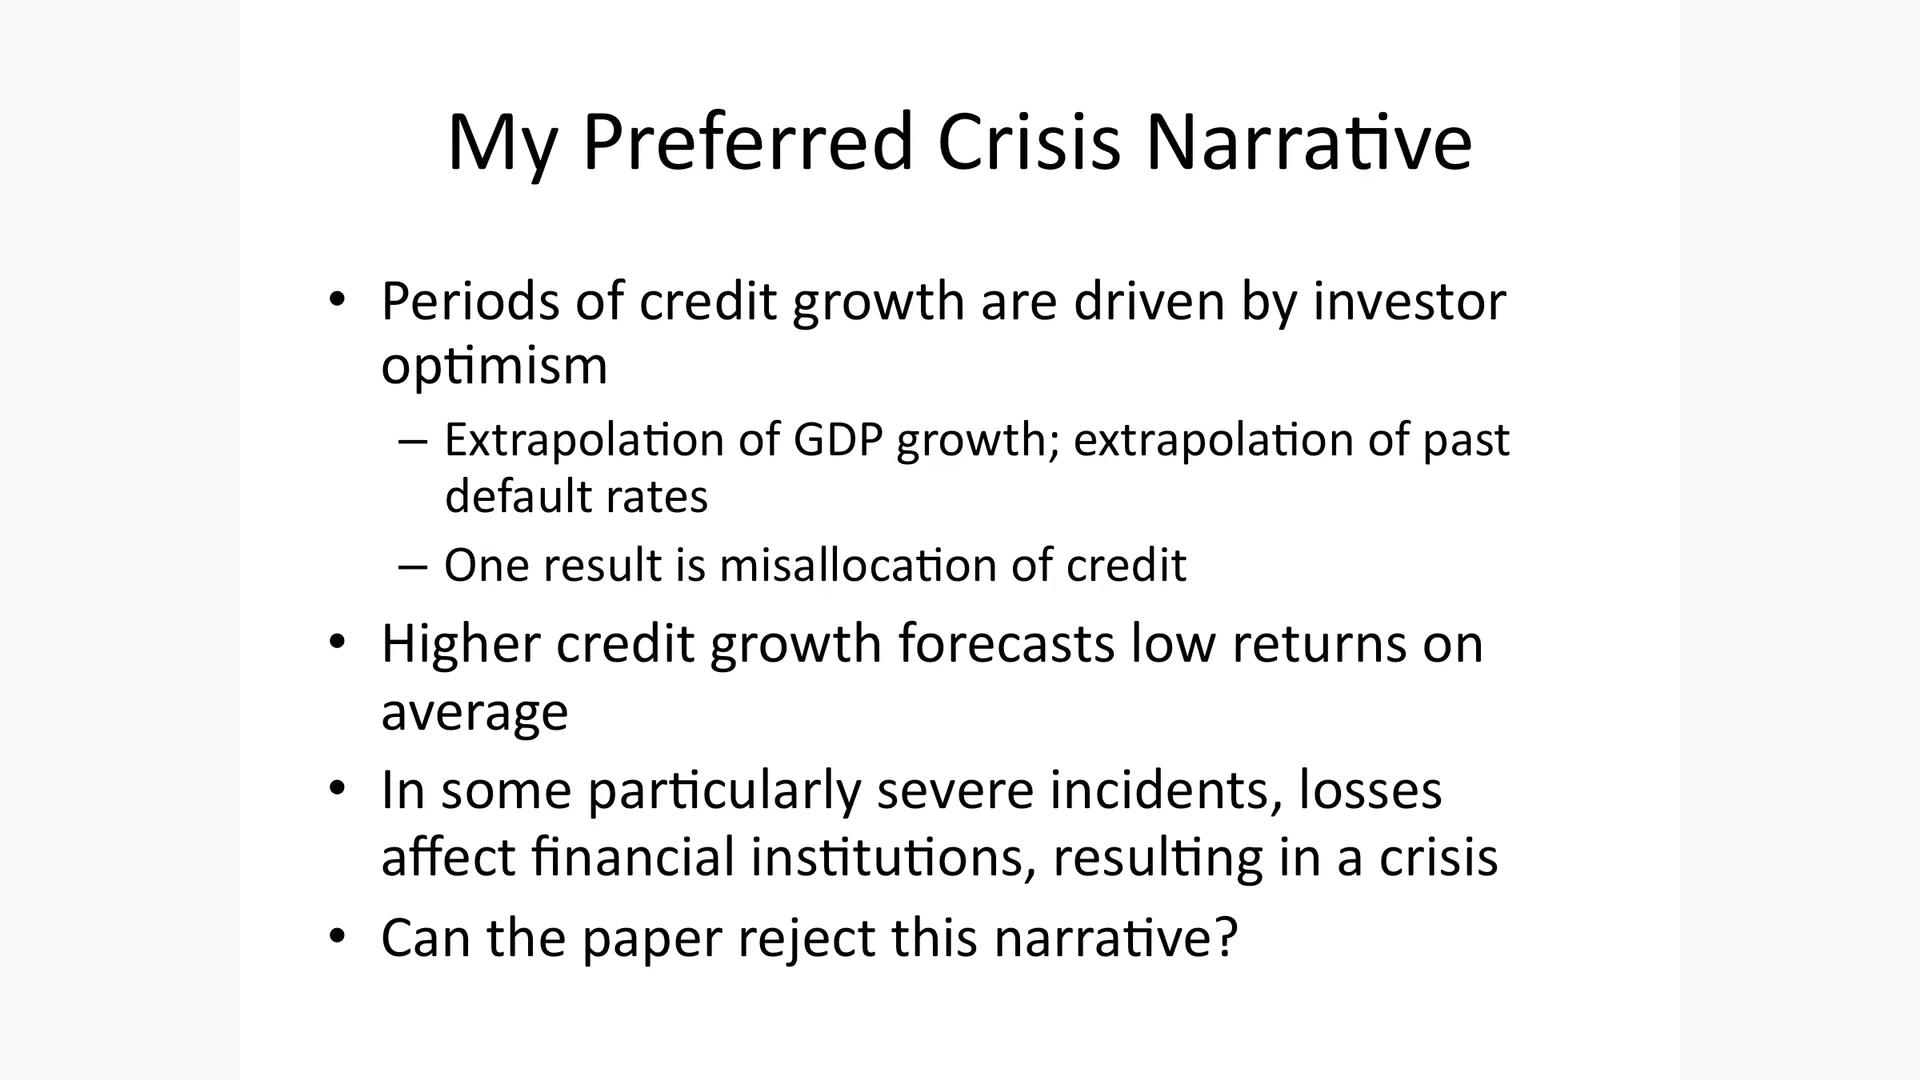 My Preferred Crisis Narrative
• Periods of credit growth are driven by investor
optimism
– Extrapolation of GDP growth; extrapolation of past
default rates
– One result is misallocation of credit
• Higher credit growth forecasts low returns on
average
• In some particularly severe incidents, losses
affect financial institutions, resulting in a crisis
• Can the paper reject this narrative?